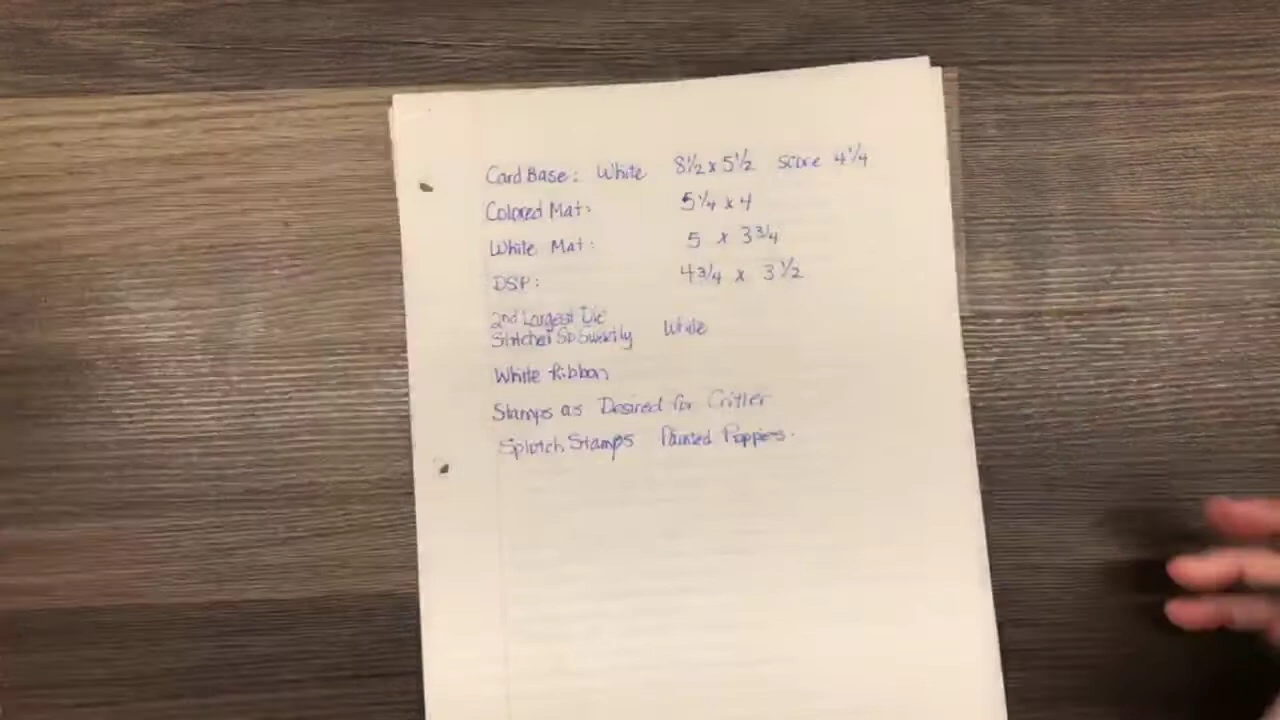 Card Base: White 8½ x 5½ Score 4¼
Colored Mat: 5¼ x 4
White Mat: 5 x 3¾
DSP: 4¾ x 3½
2nd Largest Die
Stitched So Sweetly White
White Ribbon
Stamps as Desired for Critter
Splotch Stamps Painted Poppies.